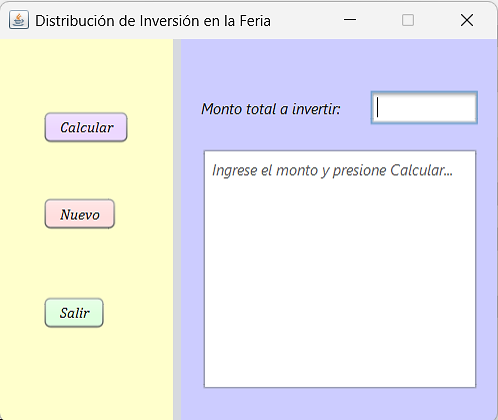 Distribución de Inversión en la Feria
Calcular
Nuevo
Salir
Monto total a invertir:
Ingrese el monto y presione Calcular...